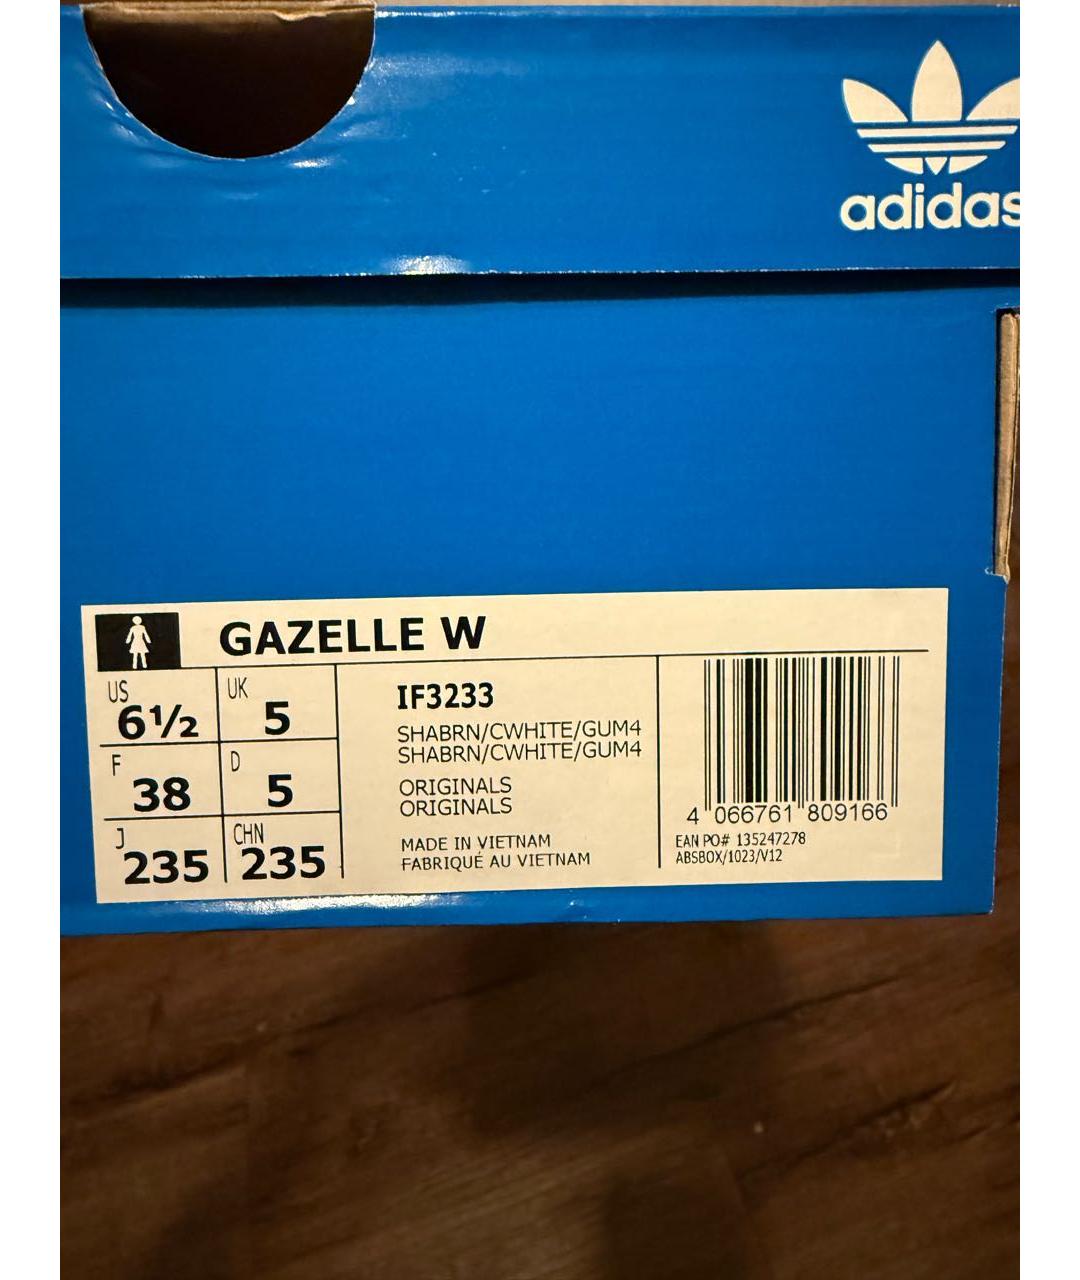 adidas
GAZELLE W
US 6½
UK 5
F 38
D 5
J 235
CHN 235
IF3233
SHABRN/CWHITE/GUM4
SHABRN/CWHITE/GUM4
ORIGINALS
ORIGINALS
MADE IN VIETNAM
FABRIQUÉ AU VIETNAM
4 066761 809166
EAN PO# 135247278
ABSBOX/1023/V12